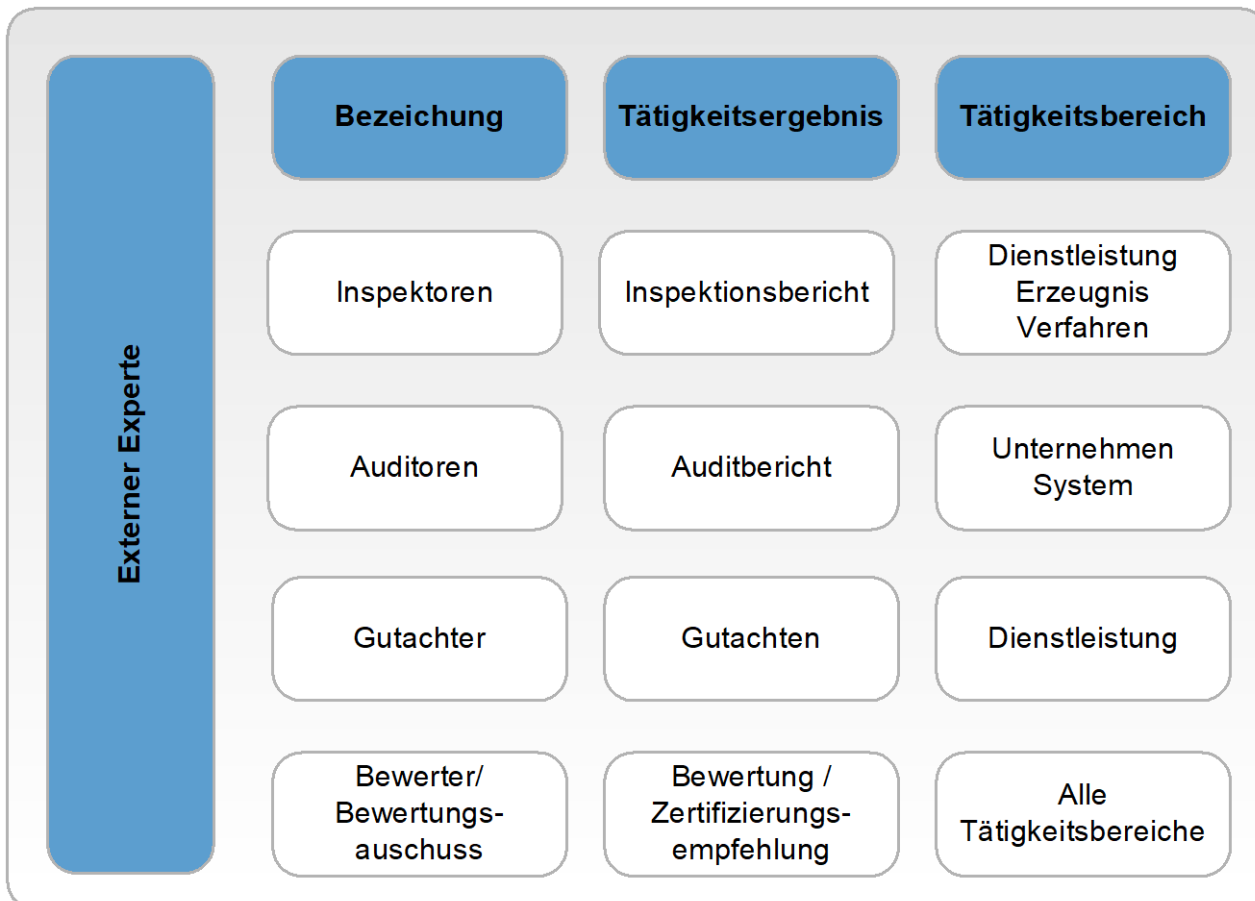 Externer Experte
Bezeichung
Tätigkeitsergebnis
Tätigkeitsbereich
Inspektoren
Inspektionsbericht
Dienstleistung
Erzeugnis
Verfahren
Auditoren
Auditbericht
Unternehmen
System
Gutachter
Gutachten
Dienstleistung
Bewerter/
Bewertungs-
auschuss
Bewertung /
Zertifizierungs-
empfehlung
Alle
Tätigkeitsbereiche